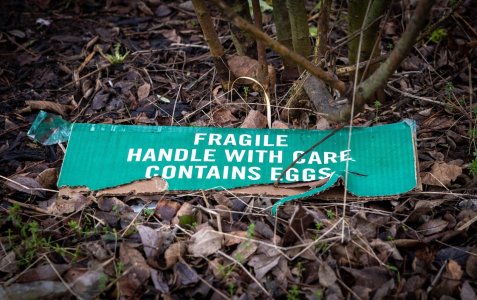 FRAGILE
HANDLE WITH CARE
CONTAINS EGGS